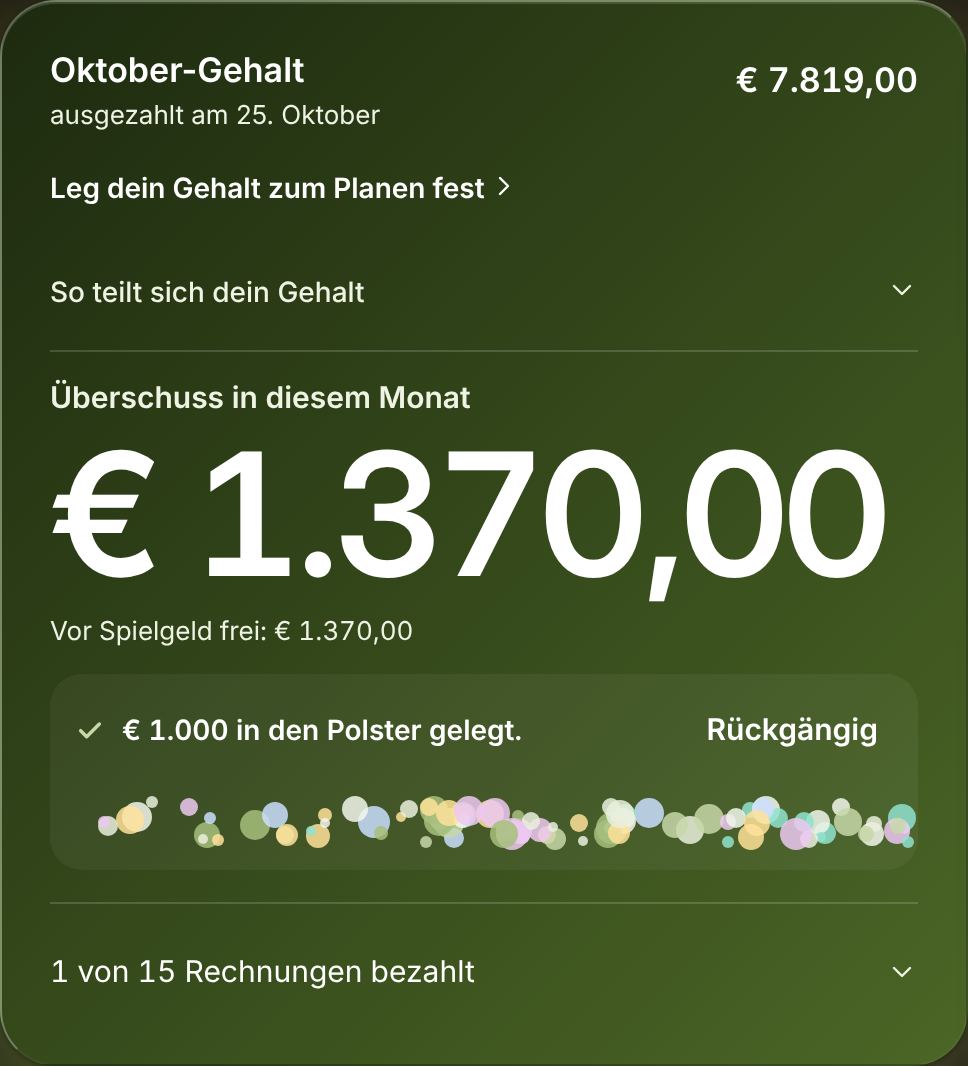 Oktober-Gehalt
€ 7.819,00
ausgezahlt am 25. Oktober
Leg dein Gehalt zum Planen fest
So teilt sich dein Gehalt
Überschuss in diesem Monat
€ 1.370,00
Vor Spielgeld frei: € 1.370,00
€ 1.000 in den Polster gelegt.
Rückgängig
1 von 15 Rechnungen bezahlt